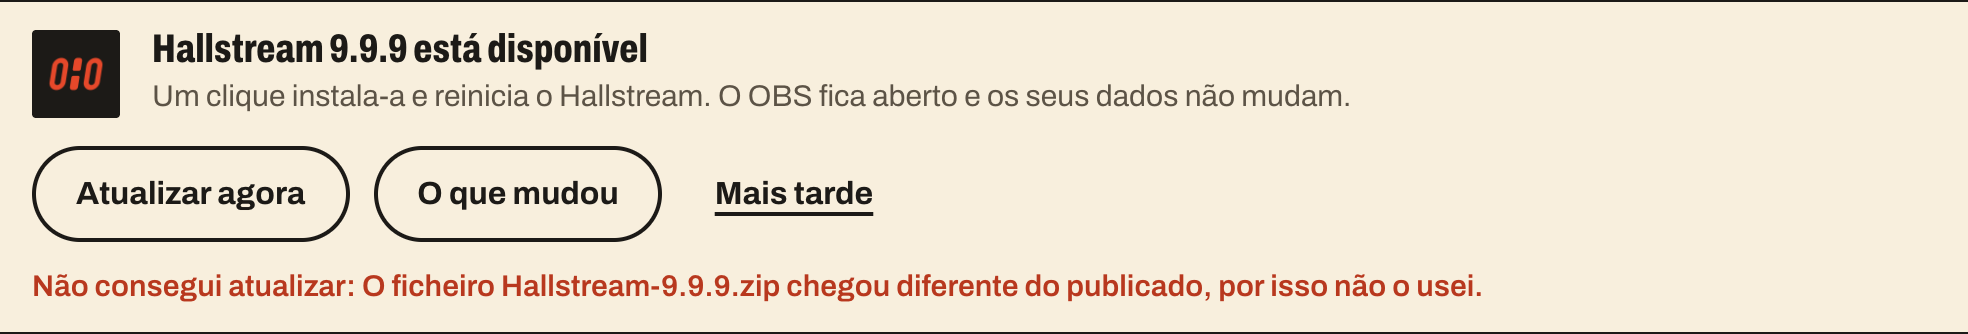 0:0
Hallstream 9.9.9 está disponível
Um clique instala-a e reinicia o Hallstream. O OBS fica aberto e os seus dados não mudam.
Atualizar agora
O que mudou
Mais tarde
Não consegui atualizar: O ficheiro Hallstream-9.9.9.zip chegou diferente do publicado, por isso não o usei.